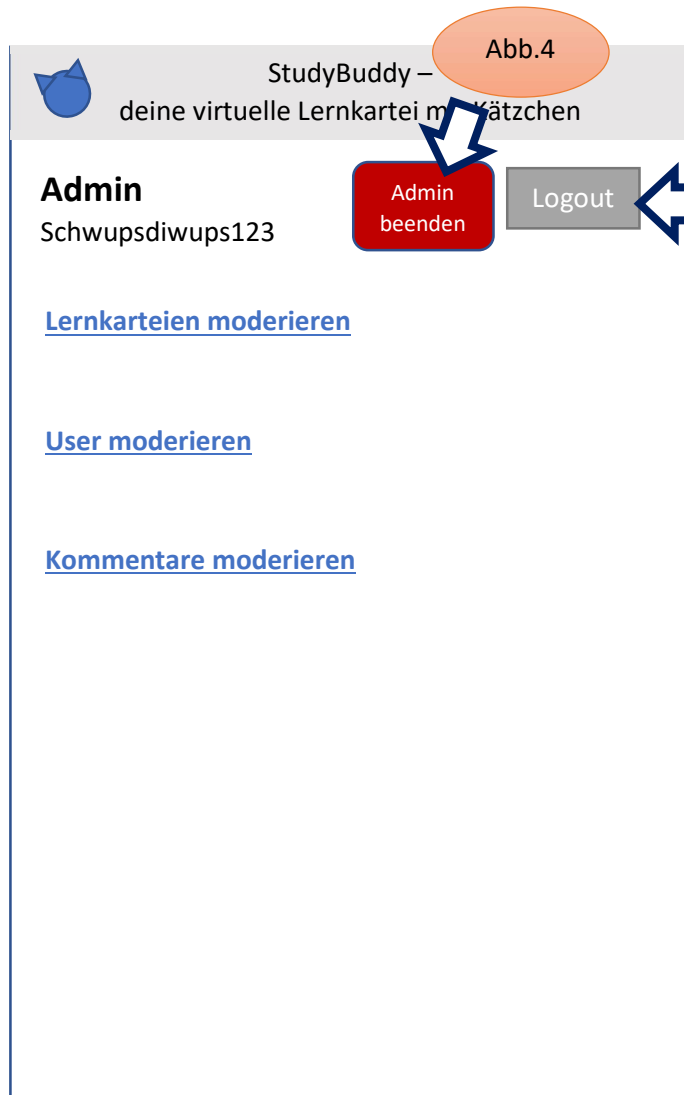 Abb.4
StudyBuddy –
deine virtuelle Lernkartei Kätzchen
Admin
Schwupsdiwups123
Admin
beenden
Logout
Lernkarteien moderieren
User moderieren
Kommentare moderieren